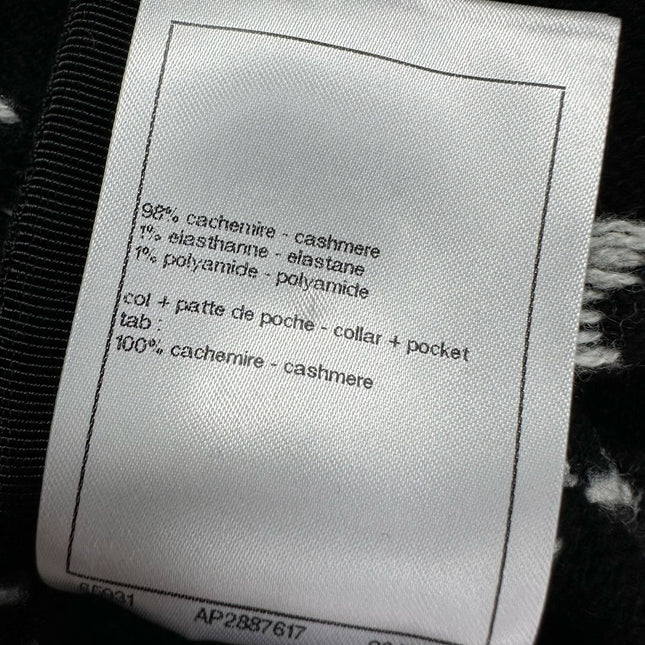 98% cachemire - cashmere
1% elasthanne - elastane
1% polyamide - polyamide
col + patte de poche - collar + pocket
tab :
100% cachemire - cashmere
AP2887617